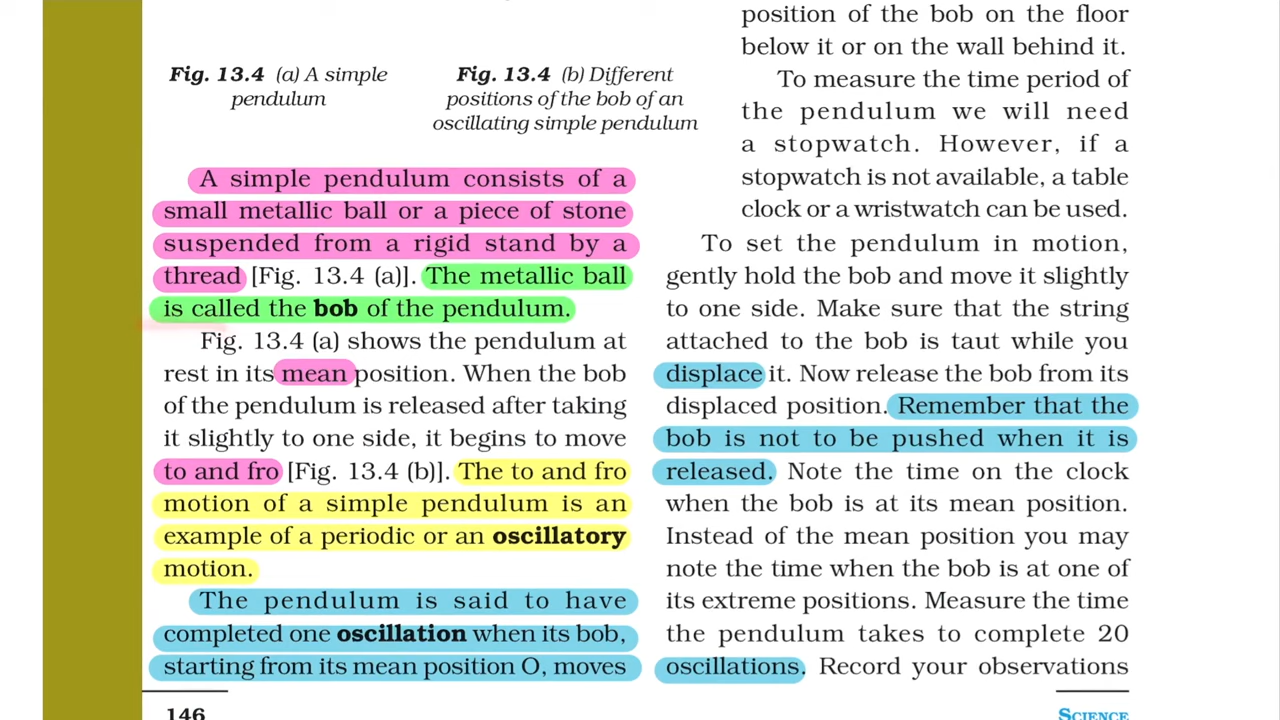 Fig. 13.4 (a) A simple
pendulum
Fig. 13.4 (b) Different
positions of the bob of an
oscillating simple pendulum
A simple pendulum consists of a
small metallic ball or a piece of stone
suspended from a rigid stand by a
thread [Fig. 13.4 (a)]. The metallic ball
is called the bob of the pendulum.
Fig. 13.4 (a) shows the pendulum at
rest in its mean position. When the bob
of the pendulum is released after taking
it slightly to one side, it begins to move
to and fro [Fig. 13.4 (b)]. The to and fro
motion of a simple pendulum is an
example of a periodic or an oscillatory
motion.
The pendulum is said to have
completed one oscillation when its bob,
starting from its mean position O, moves
146
position of the bob on the floor
below it or on the wall behind it.
To measure the time period of
the pendulum we will need
a stopwatch. However, if a
stopwatch is not available, a table
clock or a wristwatch can be used.
To set the pendulum in motion,
gently hold the bob and move it slightly
to one side. Make sure that the string
attached to the bob is taut while you
displace it. Now release the bob from its
displaced position. Remember that the
bob is not to be pushed when it is
released. Note the time on the clock
when the bob is at its mean position.
Instead of the mean position you may
note the time when the bob is at one of
its extreme positions. Measure the time
the pendulum takes to complete 20
oscillations. Record your observations
SCIENCE